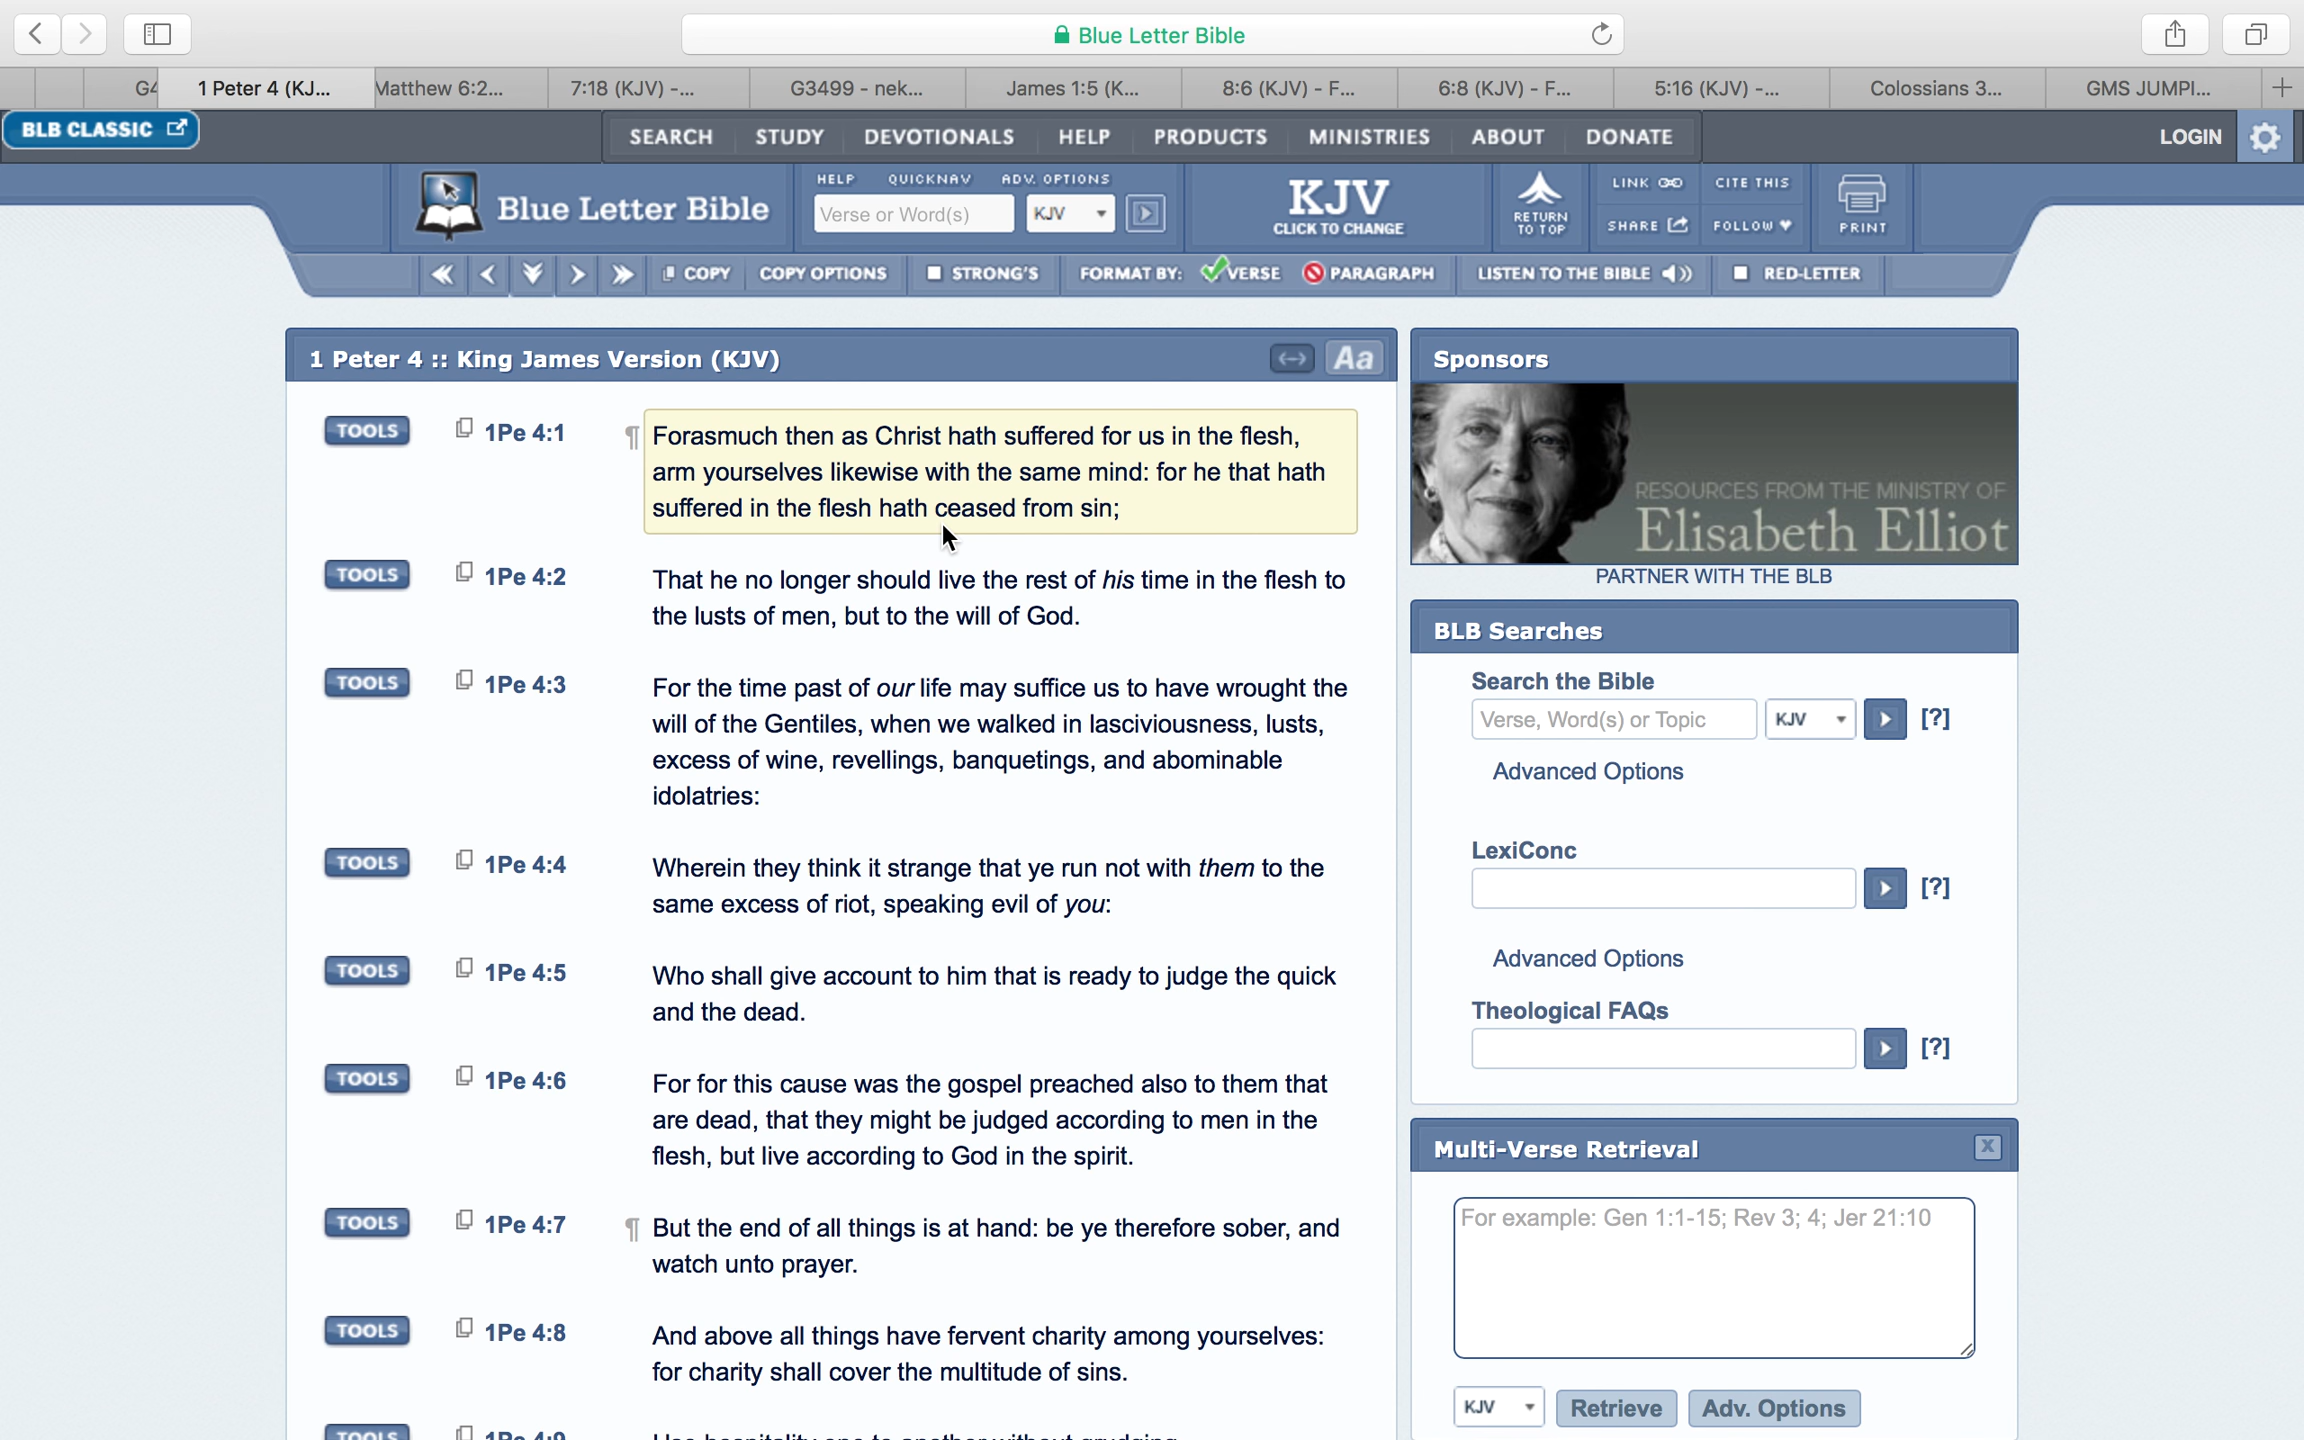 Blue Letter Bible
G4
1 Peter 4 (KJ...
Matthew 6:2...
7:18 (KJV) -...
G3499 - nek...
James 1:5 (K...
8:6 (KJV) - F...
6:8 (KJV) - F...
5:16 (KJV) -...
Colossians 3...
GMS JUMPI...
BLB CLASSIC
SEARCH
STUDY
DEVOTIONALS
HELP
PRODUCTS
MINISTRIES
ABOUT
DONATE
LOGIN
Blue Letter Bible
HELP
QUICKNAV
ADV. OPTIONS
Verse or Word(s)
KJV
KJV
CLICK TO CHANGE
RETURN
TO TOP
LINK
CITE THIS
SHARE
FOLLOW
PRINT
COPY
COPY OPTIONS
STRONG'S
FORMAT BY:
VERSE
PARAGRAPH
LISTEN TO THE BIBLE
RED-LETTER
1 Peter 4 :: King James Version (KJV)
Aa
TOOLS
1Pe 4:1
¶ Forasmuch then as Christ hath suffered for us in the flesh,
arm yourselves likewise with the same mind: for he that hath
suffered in the flesh hath ceased from sin;
TOOLS
1Pe 4:2
That he no longer should live the rest of his time in the flesh to
the lusts of men, but to the will of God.
TOOLS
1Pe 4:3
For the time past of our life may suffice us to have wrought the
will of the Gentiles, when we walked in lasciviousness, lusts,
excess of wine, revellings, banquetings, and abominable
idolatries:
TOOLS
1Pe 4:4
Wherein they think it strange that ye run not with them to the
same excess of riot, speaking evil of you:
TOOLS
1Pe 4:5
Who shall give account to him that is ready to judge the quick
and the dead.
TOOLS
1Pe 4:6
For for this cause was the gospel preached also to them that
are dead, that they might be judged according to men in the
flesh, but live according to God in the spirit.
TOOLS
1Pe 4:7
¶ But the end of all things is at hand: be ye therefore sober, and
watch unto prayer.
TOOLS
1Pe 4:8
And above all things have fervent charity among yourselves:
for charity shall cover the multitude of sins.
TOOLS
1Pe 4:9
Use hospitality one to another without grudging.
Sponsors
RESOURCES FROM THE MINISTRY OF
Elisabeth Elliot
PARTNER WITH THE BLB
BLB Searches
Search the Bible
Verse, Word(s) or Topic
KJV
[?]
Advanced Options
LexiConc
[?]
Advanced Options
Theological FAQs
[?]
Multi-Verse Retrieval
X
For example: Gen 1:1-15; Rev 3; 4; Jer 21:10
KJV
Retrieve
Adv. Options